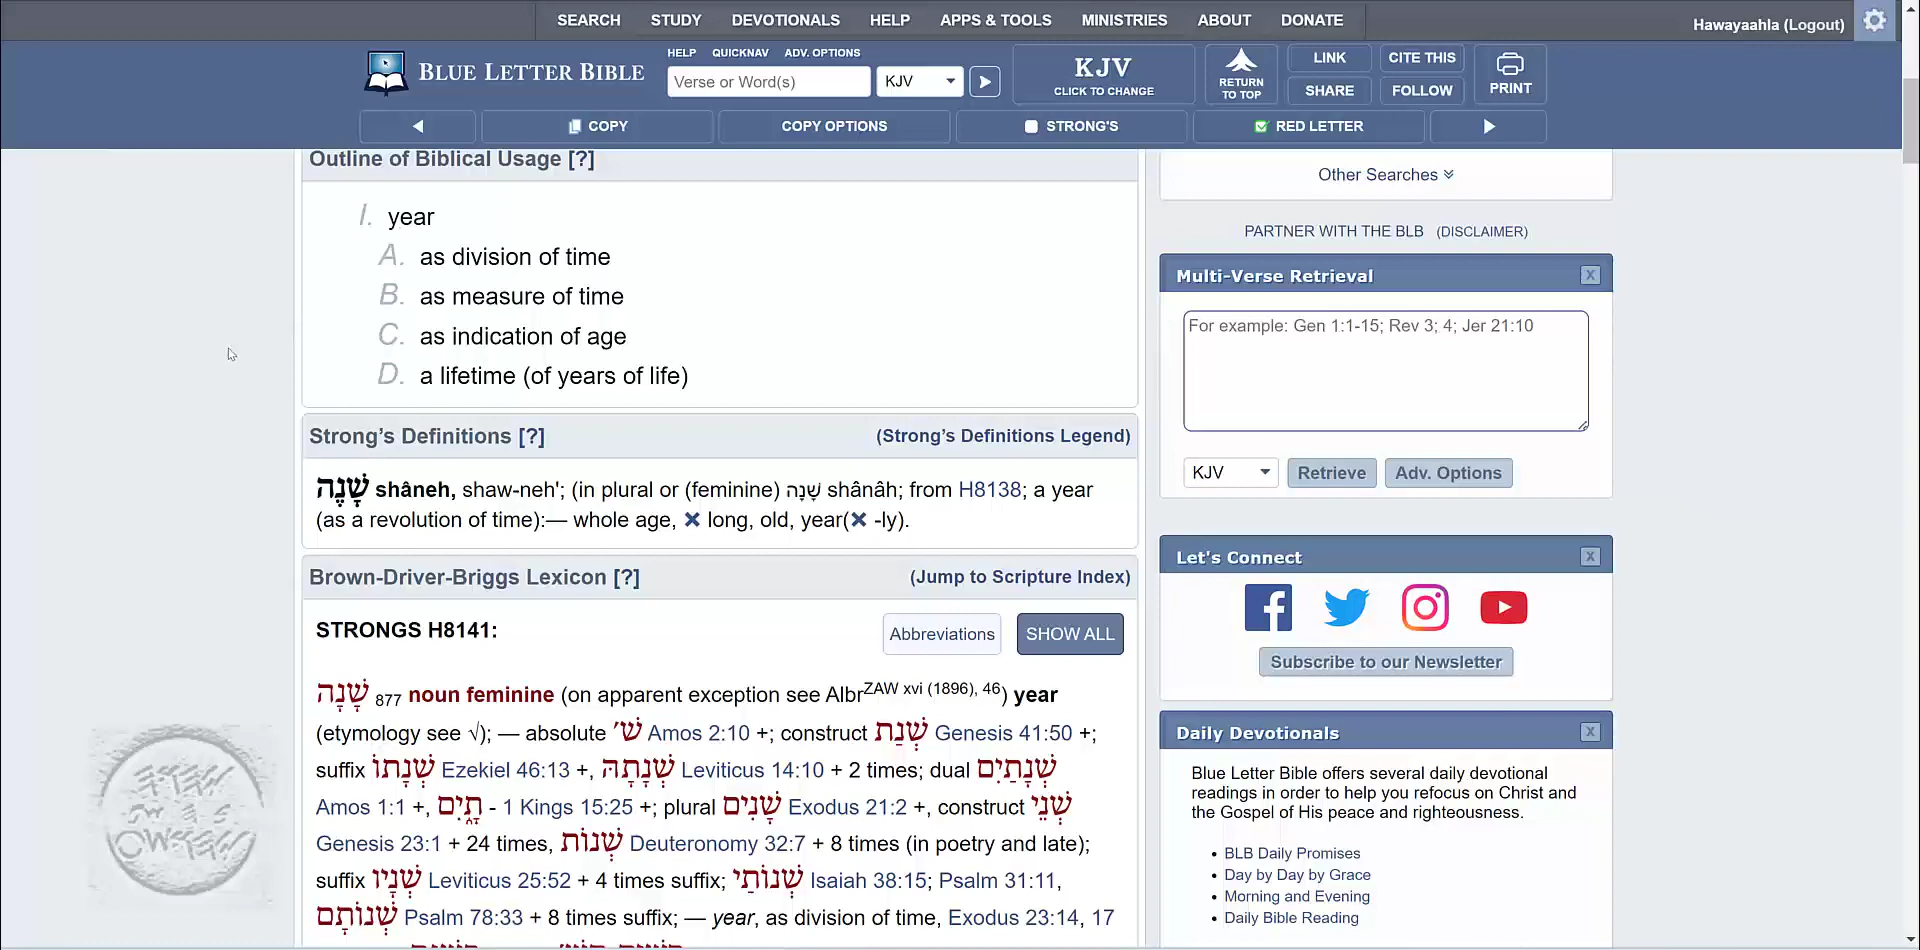 SEARCH STUDY DEVOTIONALS HELP APPS & TOOLS MINISTRIES ABOUT DONATE
Hawayaahla (Logout)
BLUE LETTER BIBLE
HELP QUICKNAV ADV. OPTIONS
Verse or Word(s)
KJV
KJV
CLICK TO CHANGE
RETURN
TO TOP
LINK
CITE THIS
SHARE
FOLLOW
PRINT
COPY
COPY OPTIONS
STRONG'S
RED LETTER
Outline of Biblical Usage [?]
I. year
A. as division of time
B. as measure of time
C. as indication of age
D. a lifetime (of years of life)
Strong's Definitions [?] (Strong's Definitions Legend)
שָׁנֶה shâneh, shaw-neh'; (in plural or (feminine) שָׁנָה shânâh; from H8138; a year
(as a revolution of time):— whole age, × long, old, year(× -ly).
Brown-Driver-Briggs Lexicon [?] (Jump to Scripture Index)
STRONGS H8141:
Abbreviations
SHOW ALL
שָׁנָה 877 noun feminine (on apparent exception see AlbrZAW xvi (1896), 46) year
(etymology see √); — absolute שׁ׳ Amos 2:10 +; construct שְׁנַת Genesis 41:50 +;
suffix שְׁנָתוֹ Ezekiel 46:13 +, שְׁנָתָהּ Leviticus 14:10 + 2 times; dual שְׁנָתַיִם
Amos 1:1 +, תָ֑יִם - 1 Kings 15:25 +; plural שָׁנִים Exodus 21:2 +, construct שְׁנֵי
Genesis 23:1 + 24 times, שְׁנוֹת Deuteronomy 32:7 + 8 times (in poetry and late);
suffix שָׁנָיו Leviticus 25:52 + 4 times suffix; שְׁנוֹתַי Isaiah 38:15; Psalm 31:11,
שְׁנוֹתָם Psalm 78:33 + 8 times suffix; — year, as division of time, Exodus 23:14, 17
Other Searches
PARTNER WITH THE BLB (DISCLAIMER)
Multi-Verse Retrieval
X
For example: Gen 1:1-15; Rev 3; 4; Jer 21:10
KJV
Retrieve
Adv. Options
Let's Connect
X
Subscribe to our Newsletter
Daily Devotionals
X
Blue Letter Bible offers several daily devotional
readings in order to help you refocus on Christ and
the Gospel of His peace and righteousness.
• BLB Daily Promises
• Day by Day by Grace
• Morning and Evening
• Daily Bible Reading